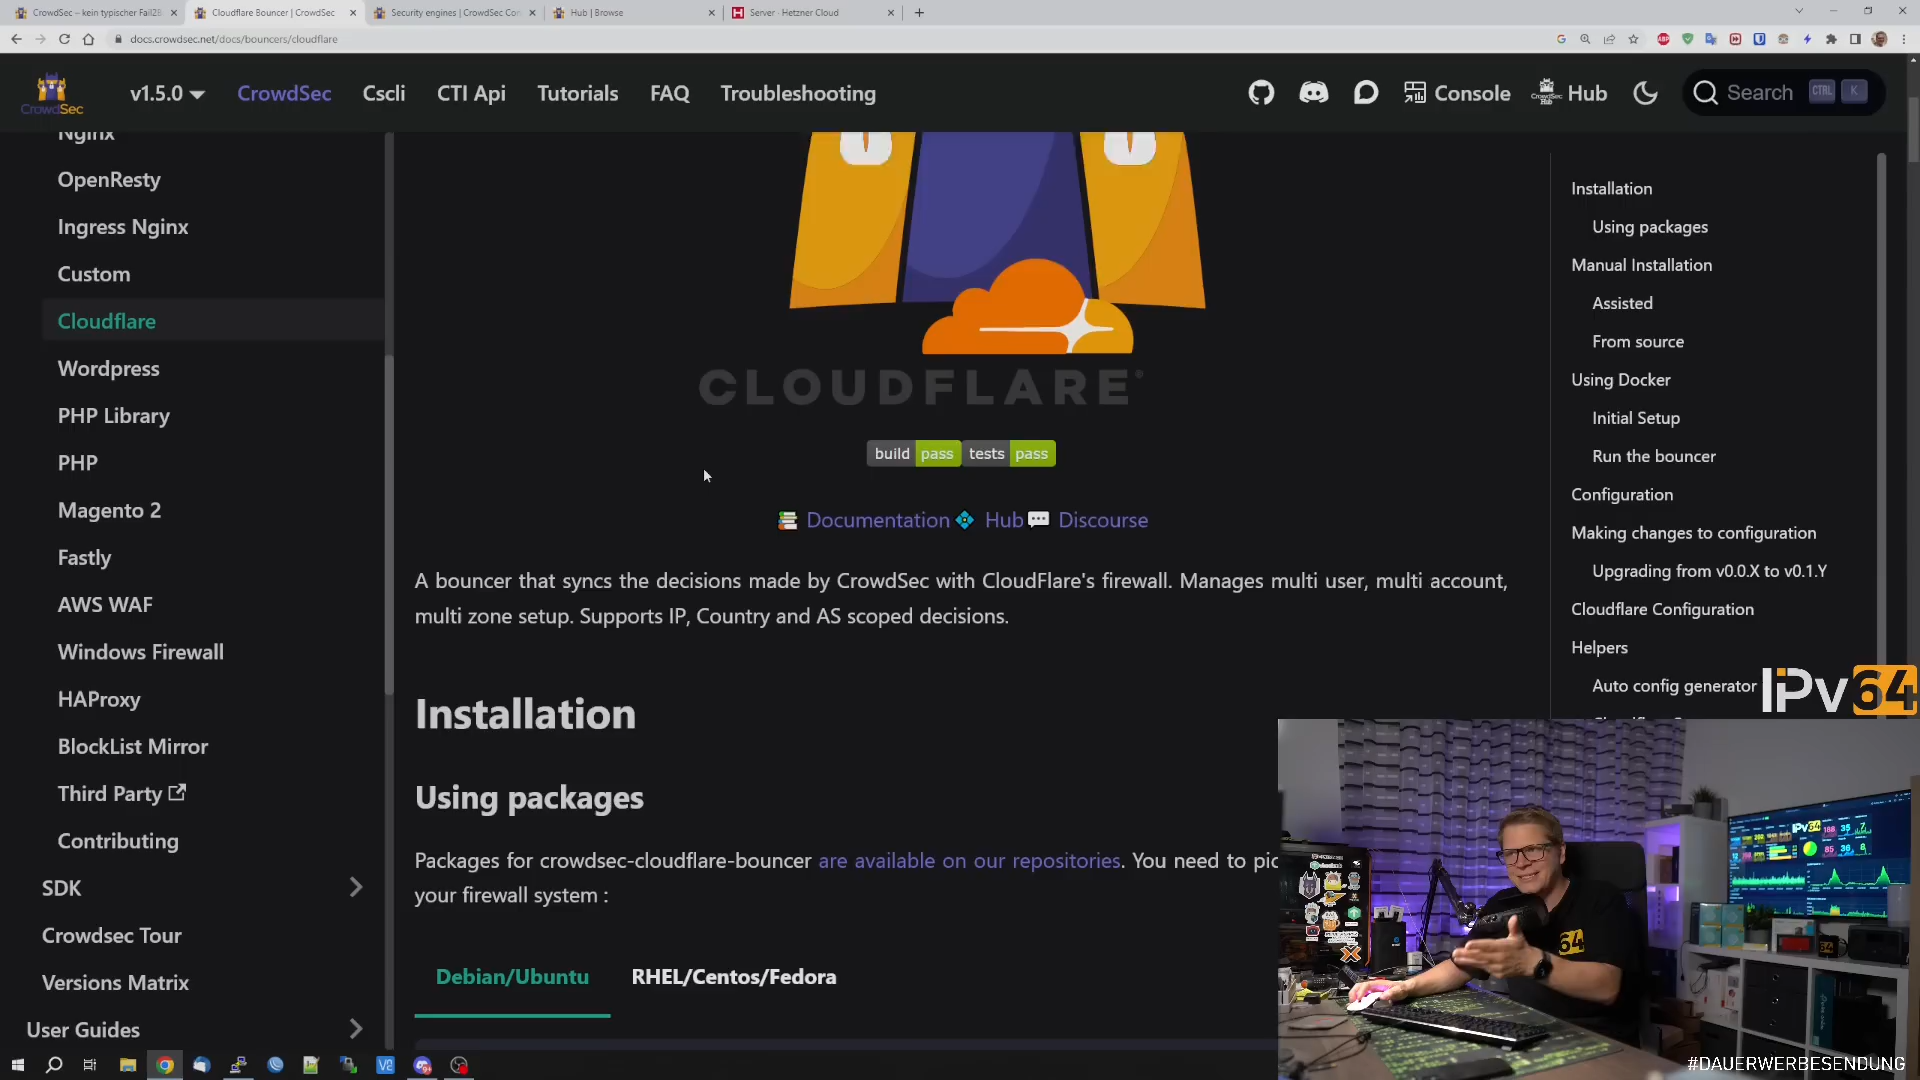 CrowdSec – kein typischer Fail2B
Cloudflare Bouncer | CrowdSec
Security engines | CrowdSec Con
Hub | Browse
Server · Hetzner Cloud
docs.crowdsec.net/docs/bouncers/cloudflare
CrowdSec
v1.5.0
CrowdSec
Cscli
CTI Api
Tutorials
FAQ
Troubleshooting
Console
Hub
Search
CTRL
K
Nginx
OpenResty
Ingress Nginx
Custom
Cloudflare
Wordpress
PHP Library
PHP
Magento 2
Fastly
AWS WAF
Windows Firewall
HAProxy
BlockList Mirror
Third Party
Contributing
SDK
Crowdsec Tour
Versions Matrix
User Guides
CLOUDFLARE
build pass tests pass
Documentation Hub Discourse
A bouncer that syncs the decisions made by CrowdSec with CloudFlare's firewall. Manages multi user, multi account,
multi zone setup. Supports IP, Country and AS scoped decisions.
Installation
Using packages
Packages for crowdsec-cloudflare-bouncer are available on our repositories. You need to pic
your firewall system :
Debian/Ubuntu
RHEL/Centos/Fedora
Installation
Using packages
Manual Installation
Assisted
From source
Using Docker
Initial Setup
Run the bouncer
Configuration
Making changes to configuration
Upgrading from v0.0.X to v0.1.Y
Cloudflare Configuration
Helpers
Auto config generator
IPv64
IPv64
64
#DAUERWERBESENDUNG